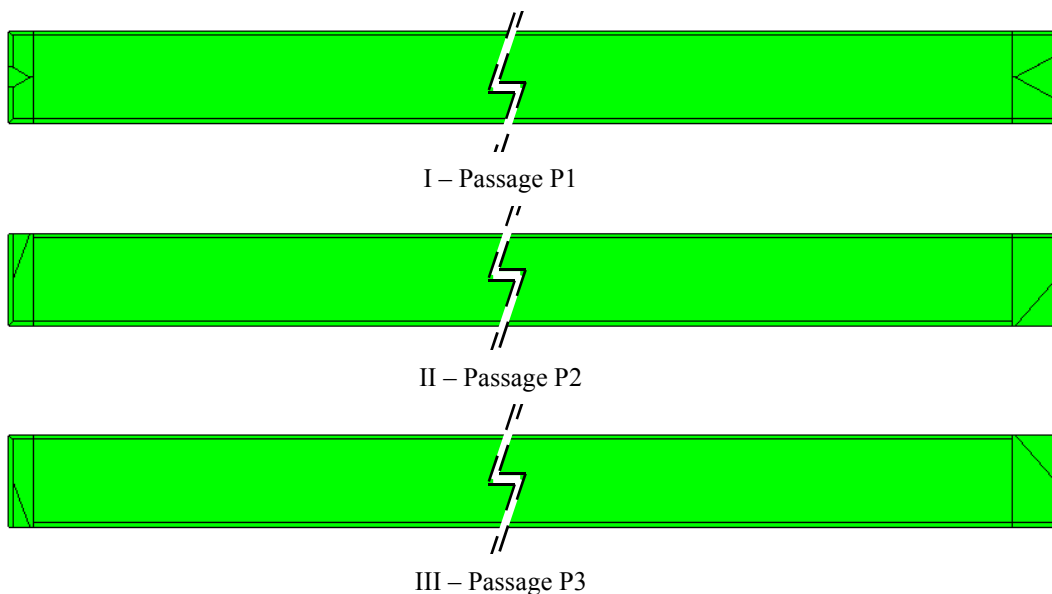 I – Passage P1
II – Passage P2
III – Passage P3